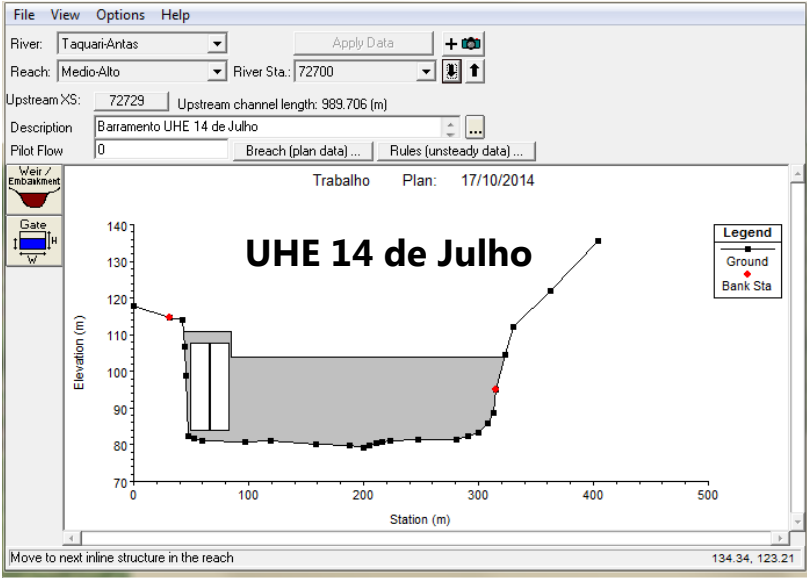 File View Options Help
River: Taquari-Antas Apply Data
Reach: Medio-Alto River Sta.: 72700
Upstream XS: 72729 Upstream channel length: 989.706 (m)
Description Barramento UHE 14 de Julho ...
Pilot Flow 0 Breach (plan data) ... Rules (unsteady data) ...
Weir /
Embankment
Gate
H
W
Trabalho Plan: 17/10/2014
UHE 14 de Julho
Legend
Ground
Bank Sta
Elevation (m)
140
130
120
110
100
90
80
70
0 100 200 300 400 500
Station (m)
Move to next inline structure in the reach 134.34, 123.21